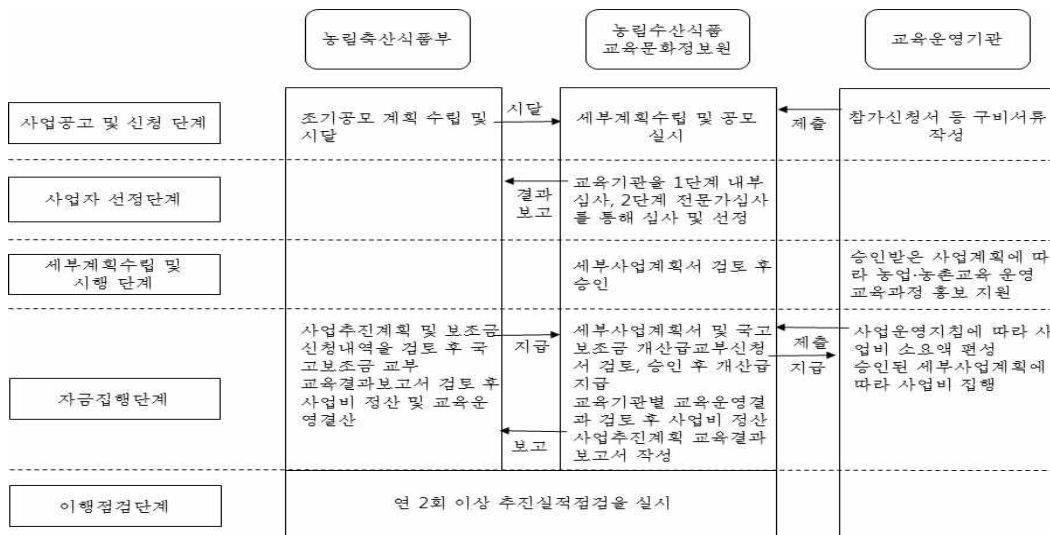 농림축산식품부
농림수산식품
교육문화정보원
교육운영기관
사업공고 및 신청 단계
조기공모 계획 수립 및
시달
시달
세부계획수립 및 공모
실시
제출
참가신청서 등 구비서류
작성
사업자 선정단계
결과
보고
교육기관을 1단계 내부
심사, 2단계 전문가심사
를 통해 심사 및 선정
세부계획수립 및
시행 단계
세부사업계획서 검토 후
승인
승인받은 사업계획에 따
라 농업·농촌교육 운영
교육과정 홍보 지원
자금집행단계
사업추진계획 및 보조금
신청내역을 검토 후 국
고보조금 교부
교육결과보고서 검토 후
사업비 정산 및 교육운
영결산
지급
보고
세부사업계획서 및 국고
보조금 개산급교부신청
서 검토, 승인 후 개산급
지급
교육기관별 교육운영결
과 검토 후 사업비 정산
사업추진계획 교육결과
보고서 작성
제출
지급
사업운영지침에 따라 사
업비 소요액 편성
승인된 세부사업계획에
따라 사업비 집행
이행점검단계
연 2회 이상 추진실적점검을 실시